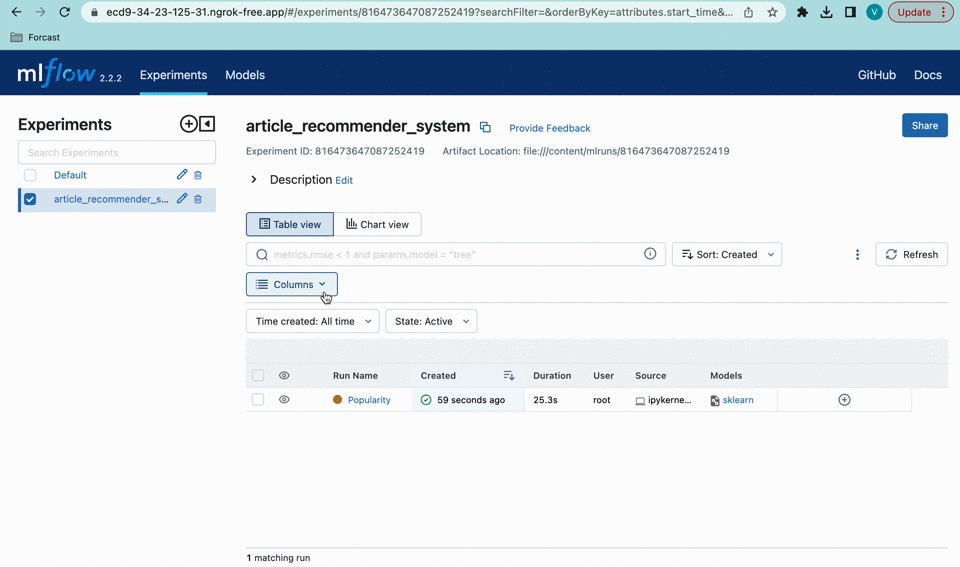 ecd9-34-23-125-31.ngrok-free.app/#/experiments/816473647087252419?searchFilter=&orderByKey=attributes.start_time&...
V
Update
Forcast
mlflow 2.2.2
Experiments
Models
GitHub
Docs
Experiments
Search Experiments
Default
article_recommender_s...
article_recommender_system
Provide Feedback
Share
Experiment ID: 816473647087252419
Artifact Location: file:///content/mlruns/816473647087252419
Description Edit
Table view
Chart view
metrics.rmse < 1 and params.model = "tree"
Sort: Created
Refresh
Columns
Time created: All time
State: Active
Run Name
Created
Duration
User
Source
Models
Popularity
59 seconds ago
25.3s
root
ipykerne...
sklearn
1 matching run